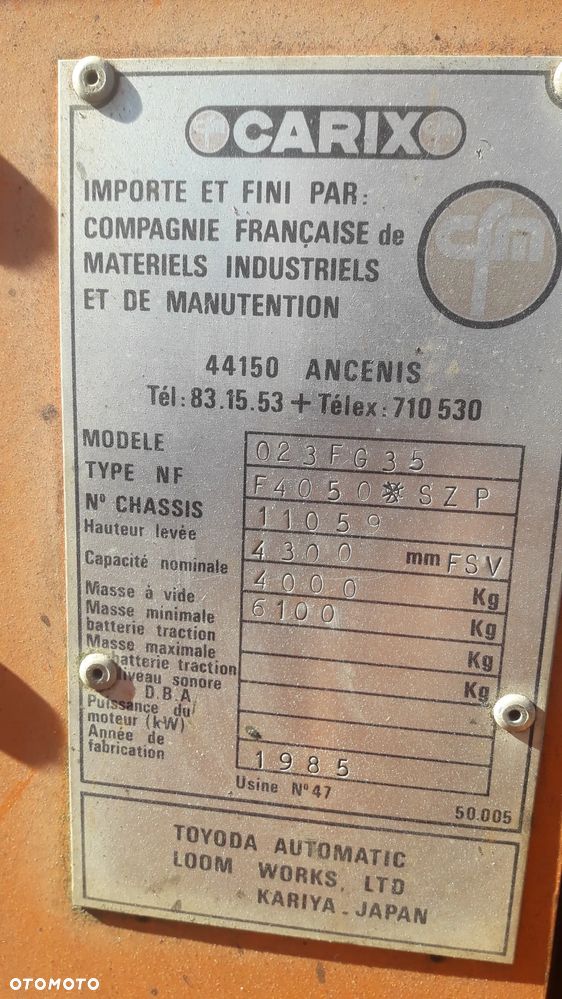 CARIX
IMPORTE ET FINI PAR:
COMPAGNIE FRANÇAISE de
MATERIELS INDUSTRIELS
ET DE MANUTENTION
cfm
44150 ANCENIS
Tél: 83.15.53 + Télex: 710 530
MODELE 023FG35
TYPE NF F4050*SZP
N° CHASSIS 11059
Hauteur levée 4300 mm FSV
Capacité nominale 4000 Kg
Masse à vide 6100 Kg
Masse minimale
batterie traction Kg
Masse maximale
batterie traction Kg
Niveau sonore
D.B.A
Puissance du
moteur (kW)
Année de
fabrication 1985
Usine N° 47
50.005
TOYODA AUTOMATIC
LOOM WORKS, LTD
KARIYA - JAPAN
OTOMOTO